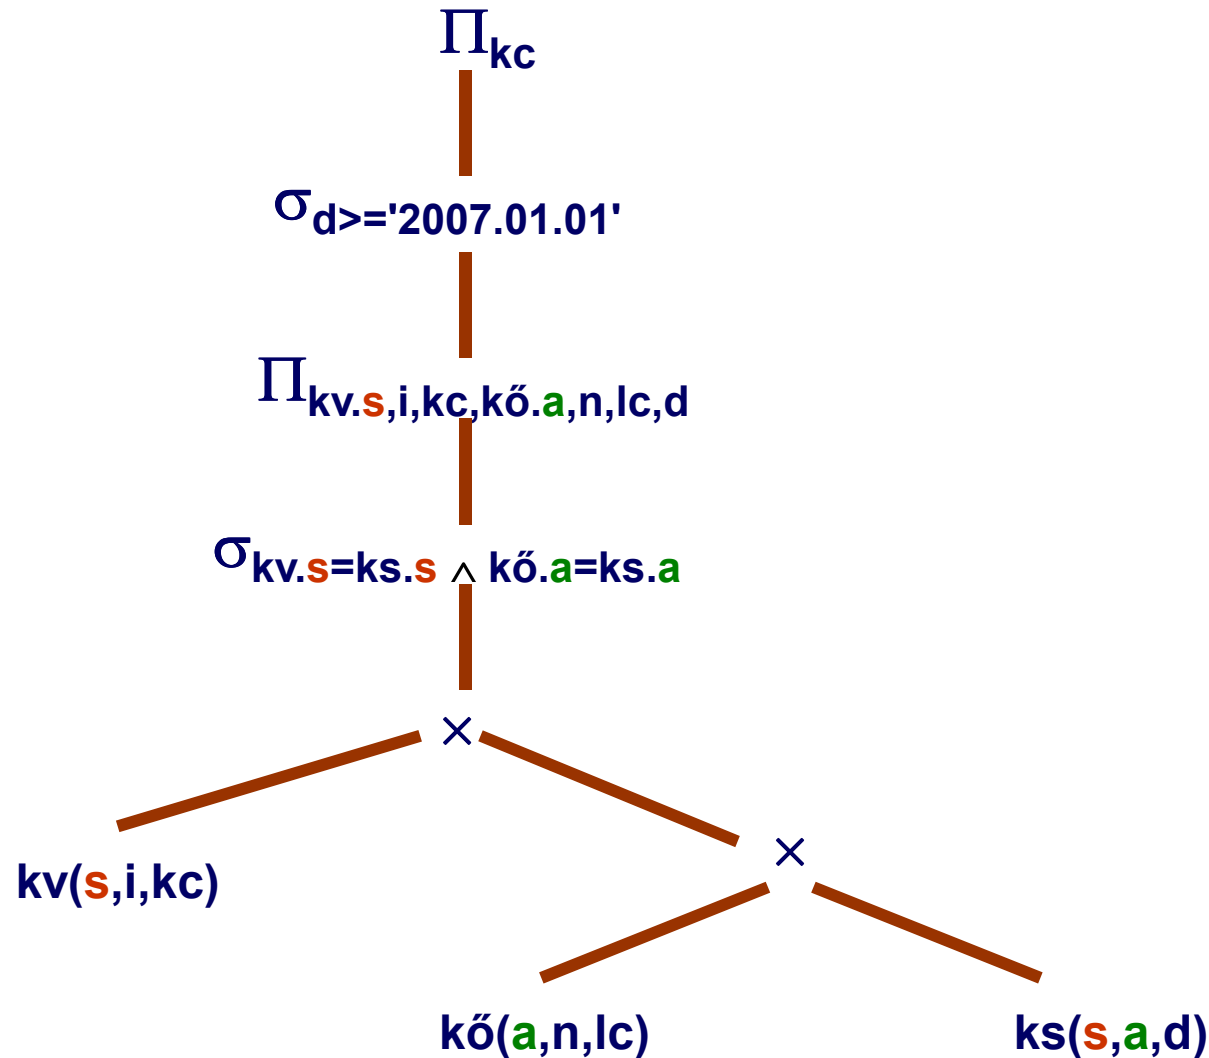 Πkc
σd>='2007.01.01'
Πkv.s,i,kc,kő.a,n,lc,d
σkv.s=ks.s ^ kő.a=ks.a
×
×
kv(s,i,kc)
kő(a,n,lc)
ks(s,a,d)